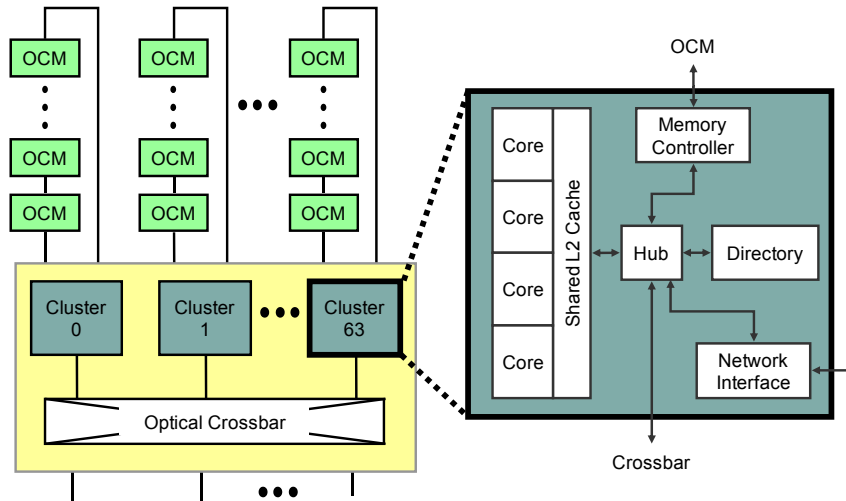 OCM
OCM
OCM
OCM
OCM
OCM
OCM
OCM
OCM
Cluster
0
Cluster
1
Cluster
63
Optical Crossbar
OCM
Core
Core
Core
Core
Shared L2 Cache
Memory
Controller
Hub
Directory
Network
Interface
Crossbar